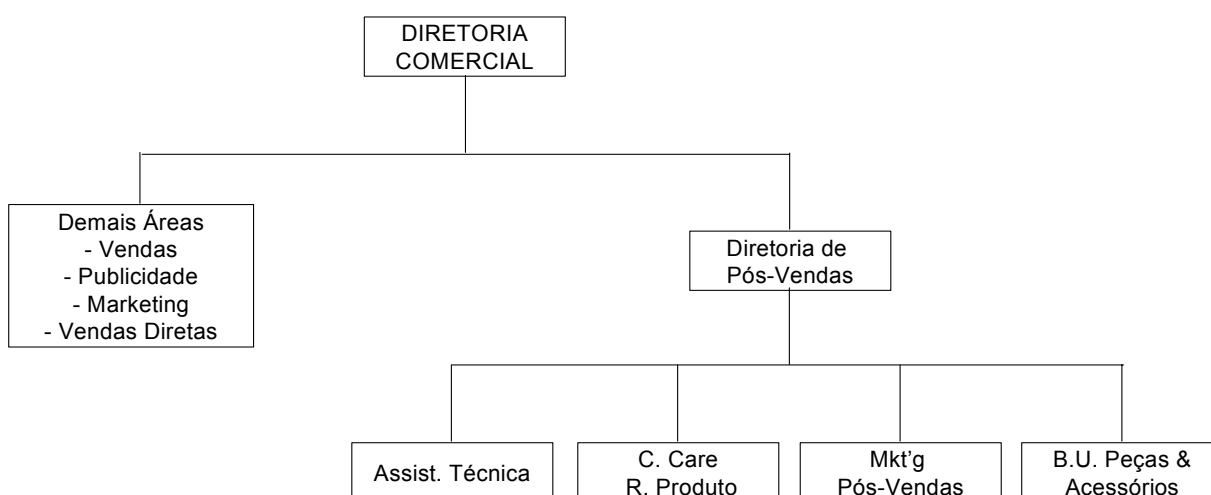 DIRETORIA
COMERCIAL
Demais Áreas
- Vendas
- Publicidade
- Marketing
- Vendas Diretas
Diretoria de
Pós-Vendas
Assist. Técnica
C. Care
R. Produto
Mkt’g
Pós-Vendas
B.U. Peças &
Acessórios